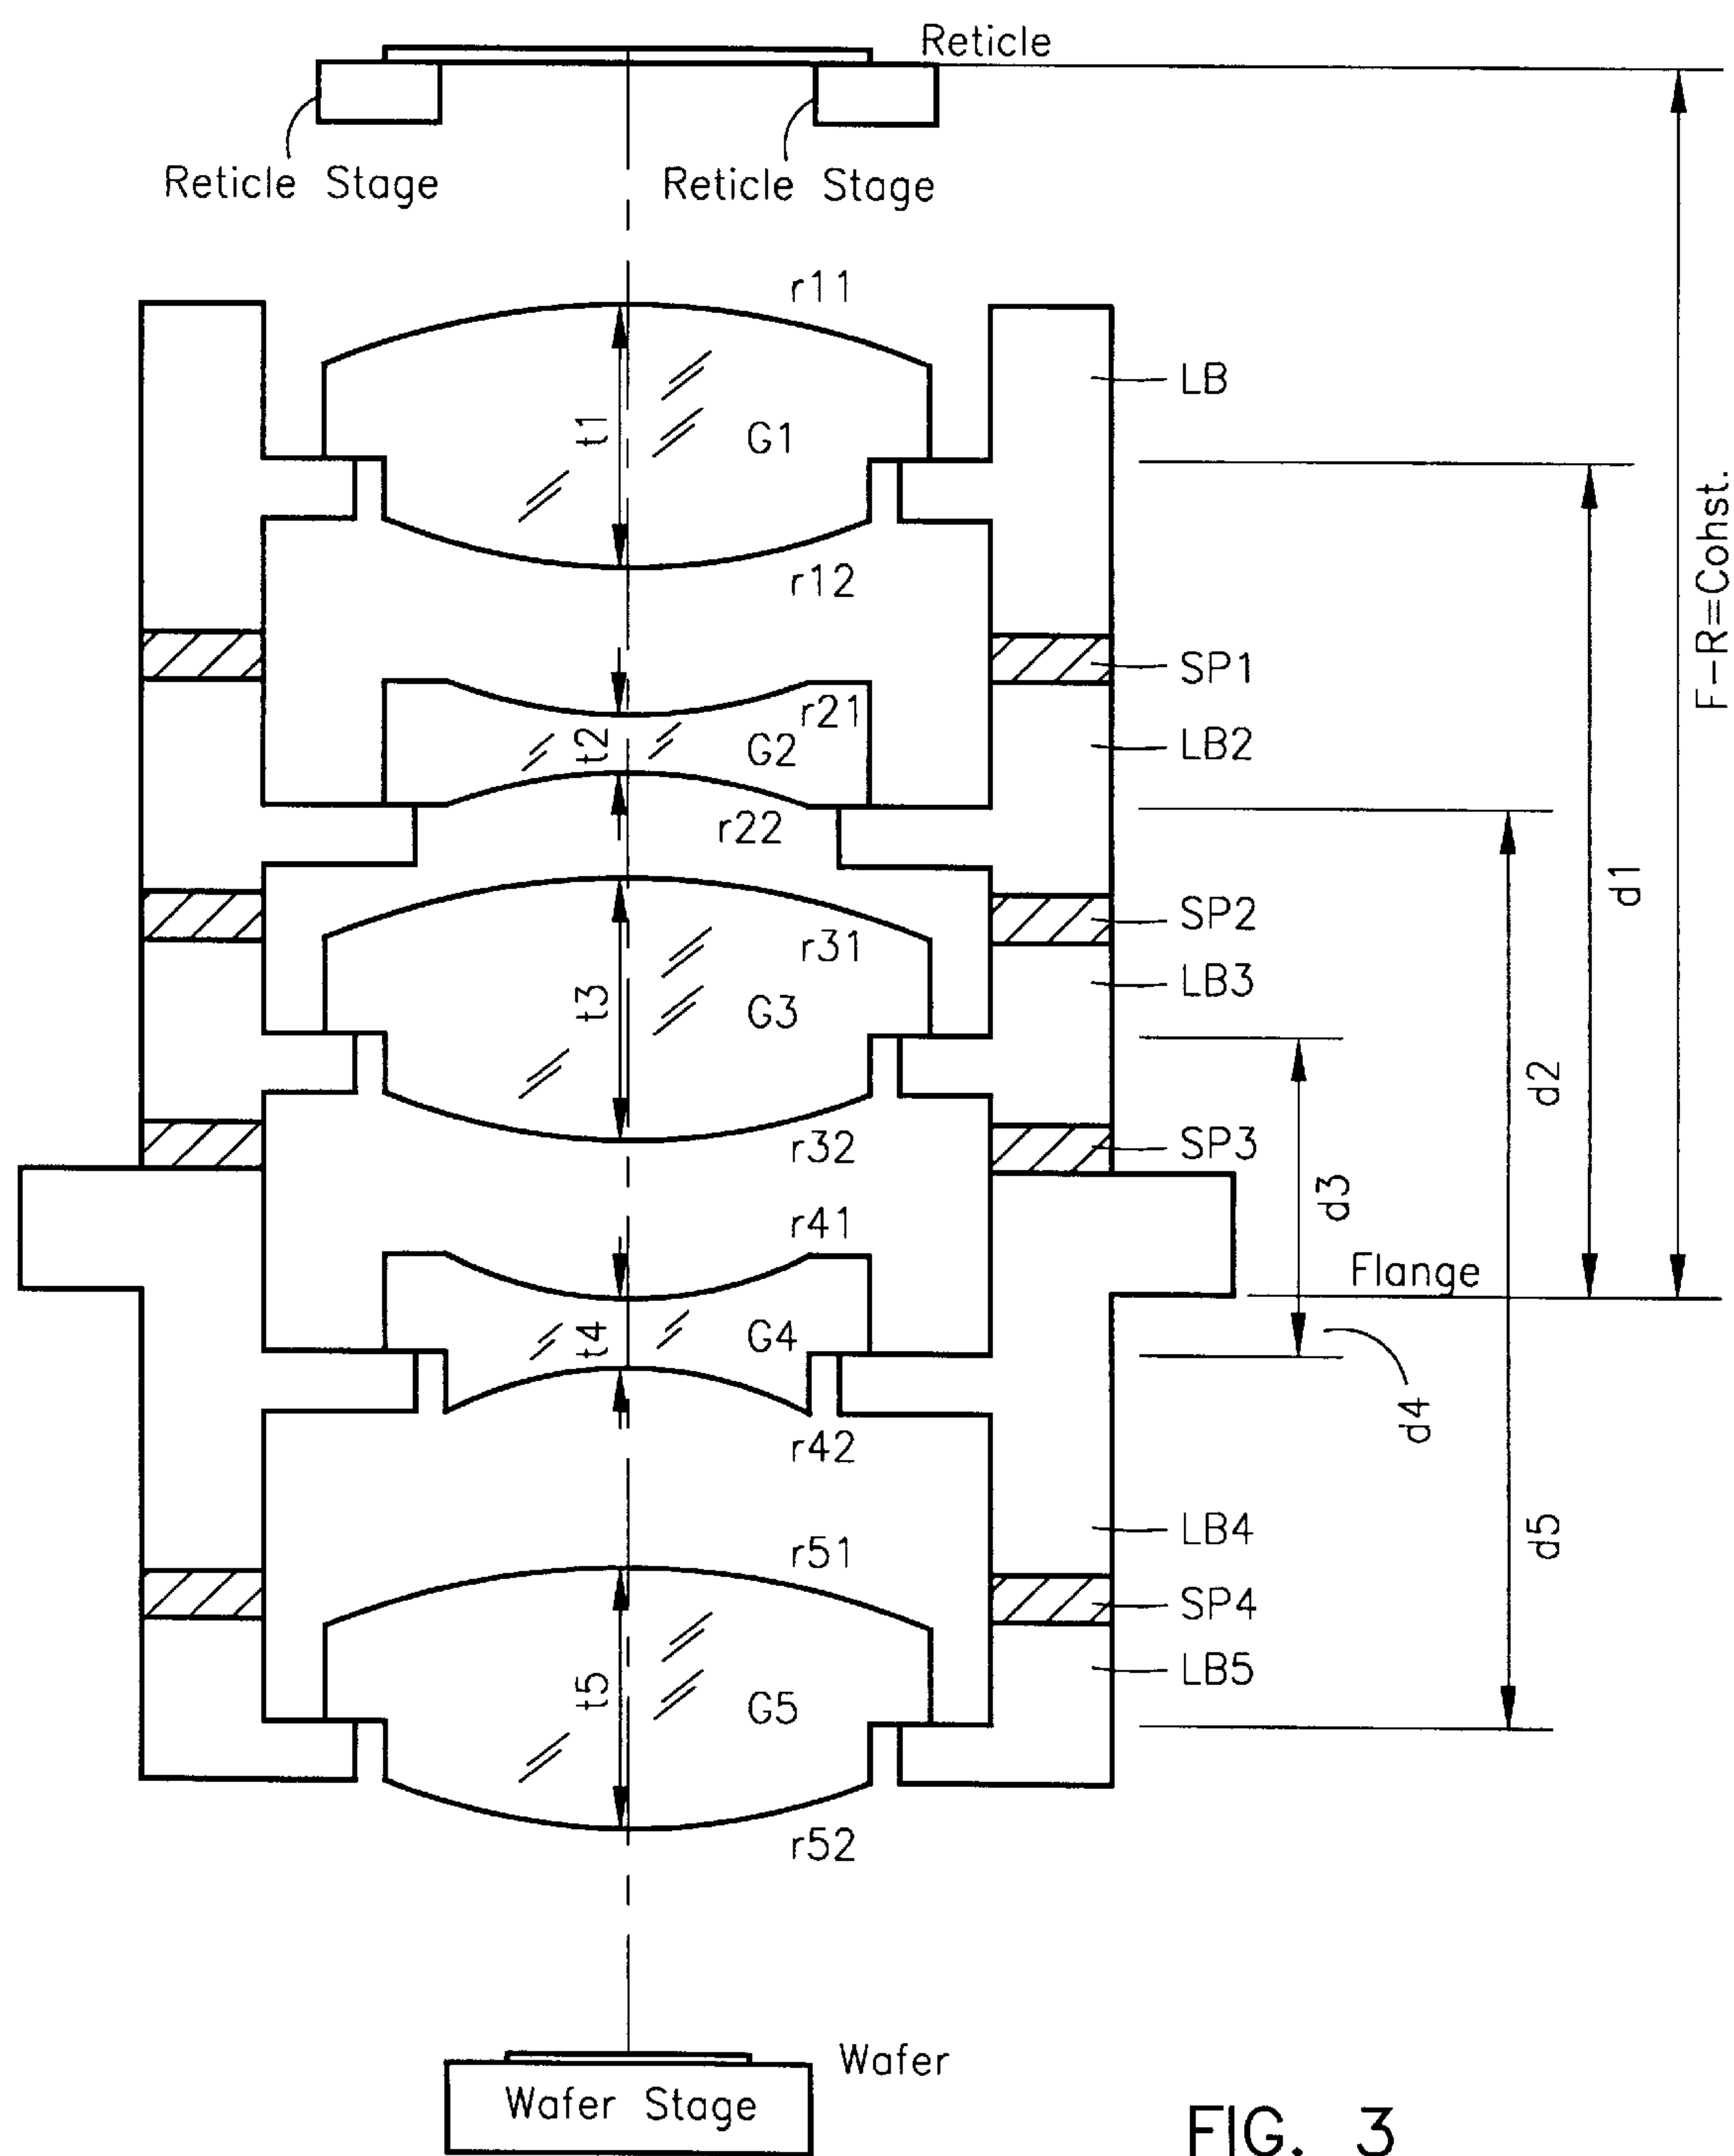 Reticle
Reticle Stage
Reticle Stage
r11
LB
t1
G1
F-R=Cohst.
r12
SP1
r21
t2
G2
LB2
r22
d1
SP2
r31
LB3
t3
G3
d2
r32
SP3
d3
r41
Flange
t4
G4
d4
r42
LB4
d5
r51
SP4
LB5
t5
G5
r52
Wafer
Wafer Stage
FIG. 3